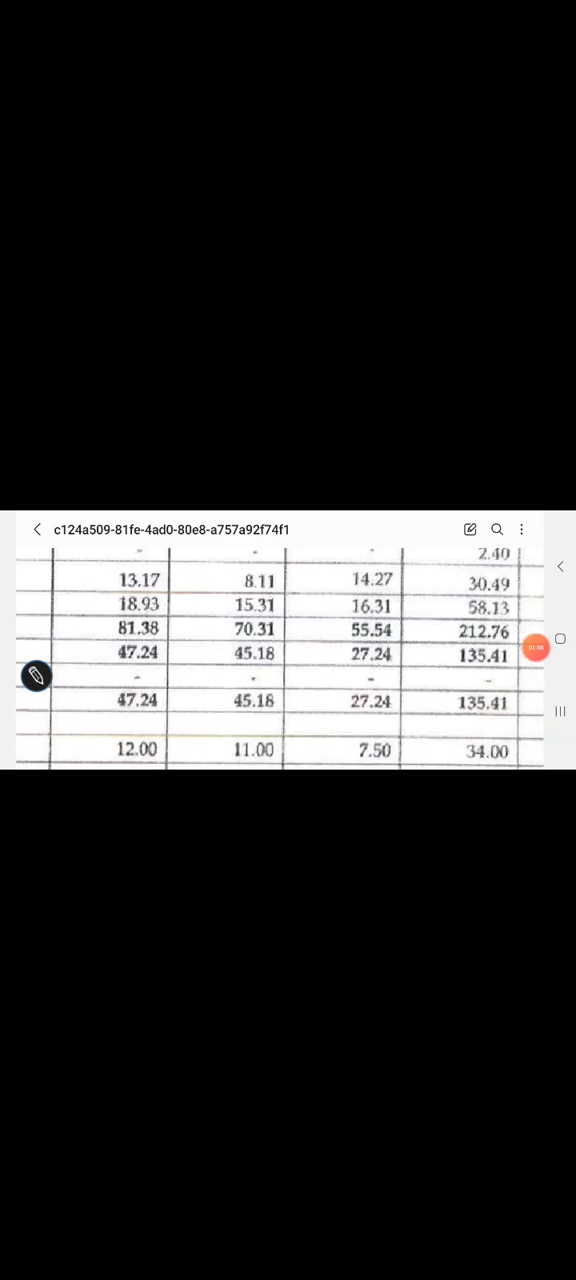 c124a509-81fe-4ad0-80e8-a757a92f74f1
- - - 2.40
13.17 8.11 14.27 30.49
18.93 15.31 16.31 58.13
81.38 70.31 55.54 212.76
47.24 45.18 27.24 135.41
- - - -
47.24 45.18 27.24 135.41
12.00 11.00 7.50 34.00